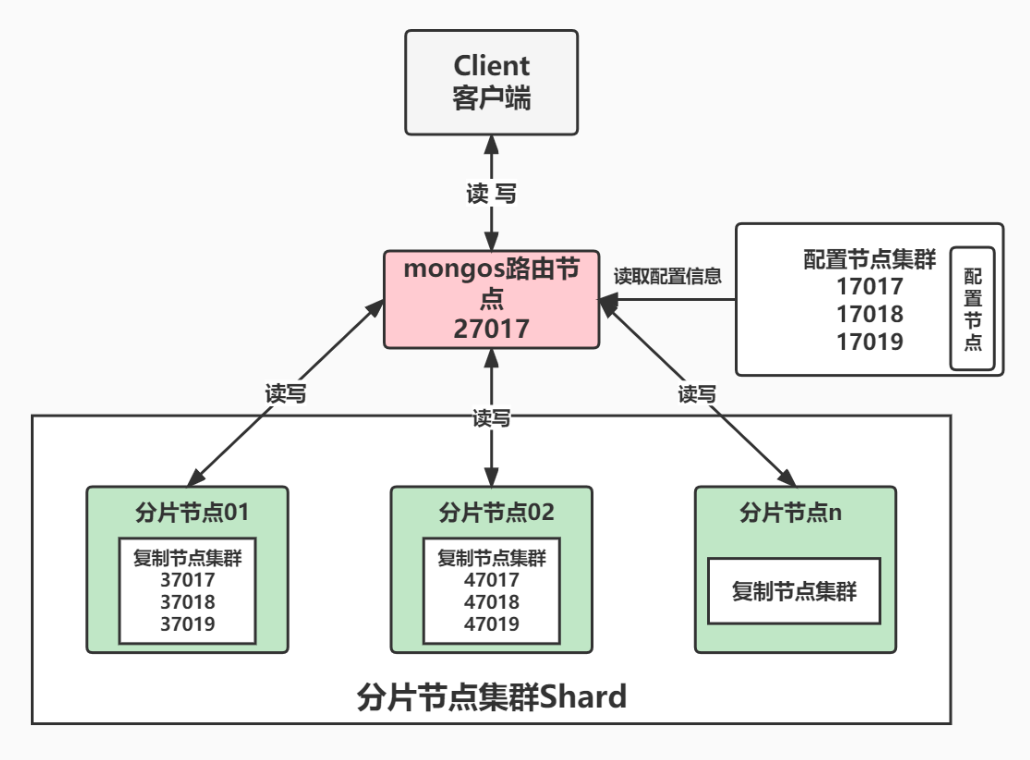 Client
客户端
读 写
mongos路由节
点
27017
读取配置信息
配置节点集群
17017
17018
17019
配
置
节
点
读写
读写
读写
分片节点01
复制节点集群
37017
37018
37019
分片节点02
复制节点集群
47017
47018
47019
分片节点n
复制节点集群
分片节点集群Shard